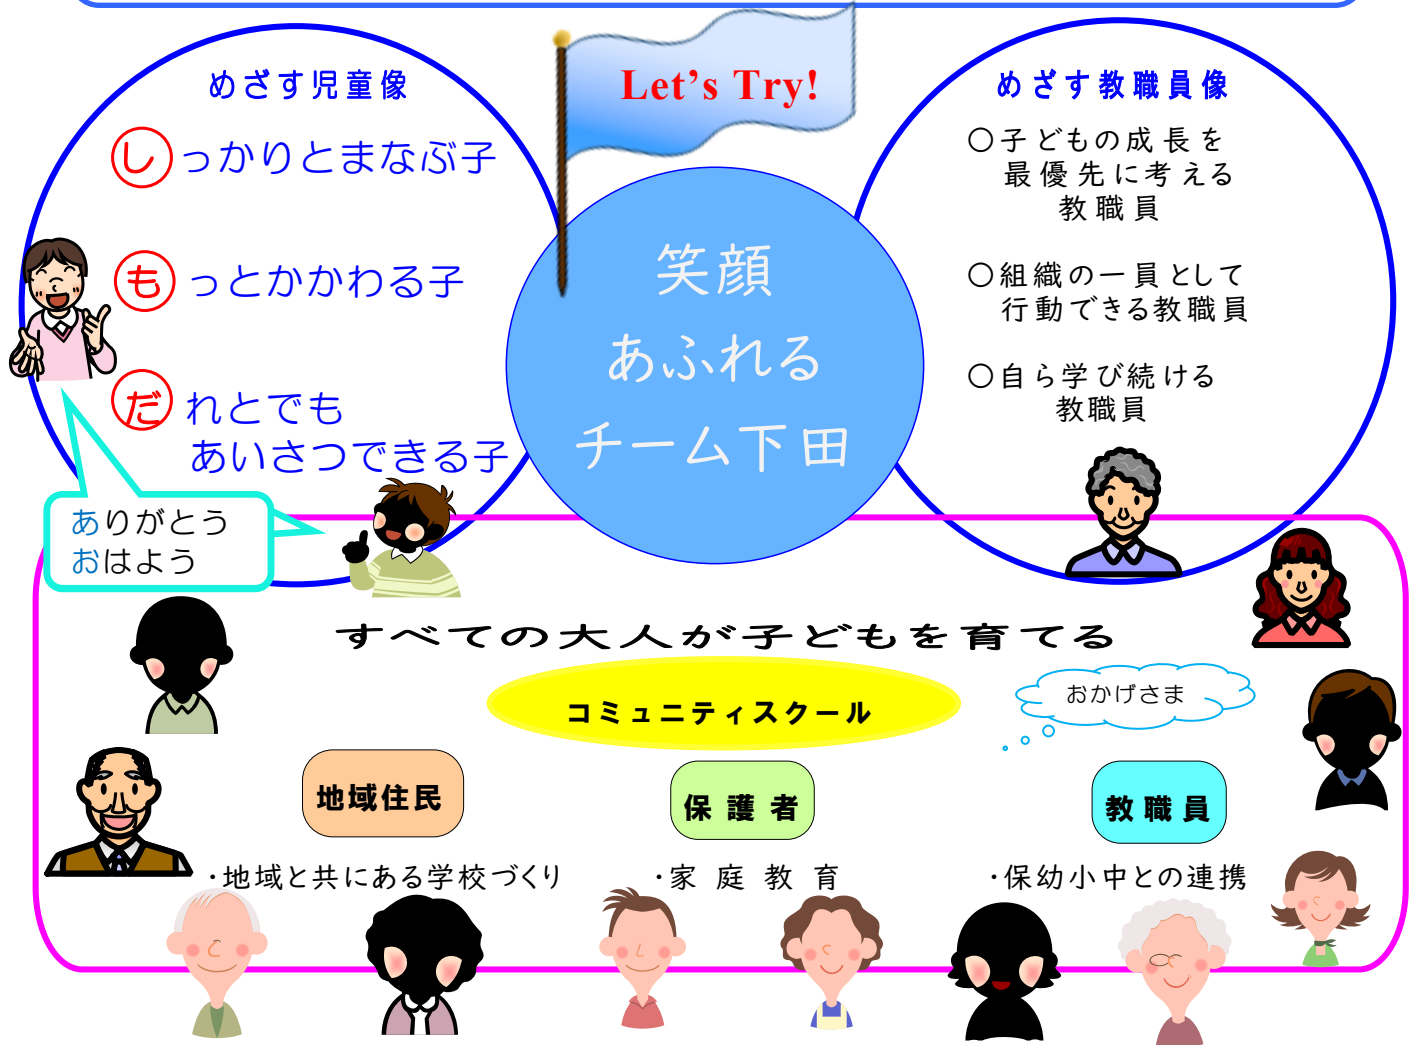 Let's Try!
めざす児童像
しっかりとまなぶ子
もっとかかわる子
だれとでも
あいさつできる子
ありがとう
おはよう
笑顔
あふれる
チーム下田
めざす教職員像
〇子どもの成長を
最優先に考える
教職員
〇組織の一員として
行動できる教職員
〇自ら学び続ける
教職員
すべての大人が子どもを育てる
コミュニティスクール
おかげさま
地域住民
・地域と共にある学校づくり
保護者
・家庭教育
教職員
・保幼小中との連携